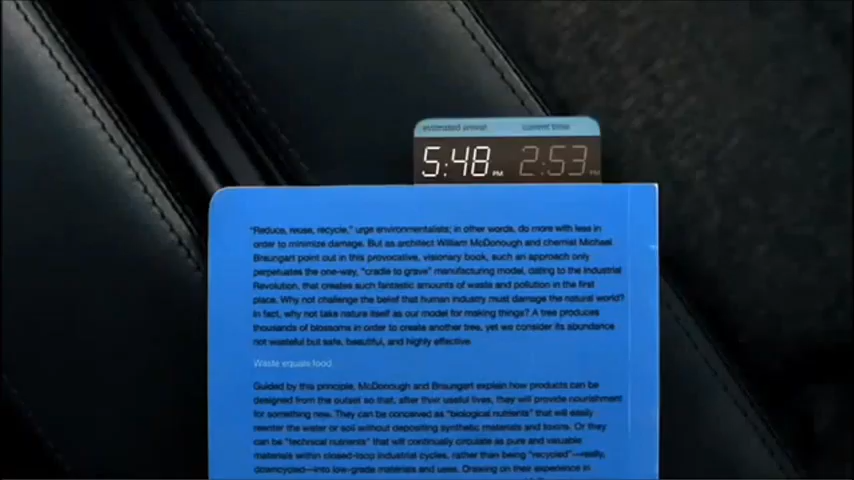 estimated arrival current time
5:48 PM 2:53 PM
"Reduce, reuse, recycle," urge environmentalists; in other words, do more with less in
order to minimize damage. But as architect William McDonough and chemist Michael
Braungart point out in this provocative, visionary book, such an approach only
perpetuates the one-way, "cradle to grave" manufacturing model, dating to the Industrial
Revolution, that creates such fantastic amounts of waste and pollution in the first
place. Why not challenge the belief that human industry must damage the natural world?
In fact, why not take nature itself as our model for making things? A tree produces
thousands of blossoms in order to create another tree, yet we consider its abundance
not wasteful but safe, beautiful, and highly effective.
Waste equals food
Guided by this principle, McDonough and Braungart explain how products can be
designed from the outset so that, after their useful lives, they will provide nourishment
for something new. They can be conceived as "biological nutrients" that will easily
reenter the water or soil without depositing synthetic materials and toxins. Or they
can be "technical nutrients" that will continually circulate as pure and valuable
materials within closed-loop industrial cycles, rather than being "recycled"—really,
downcycled—into low-grade materials and uses. Drawing on their experience in